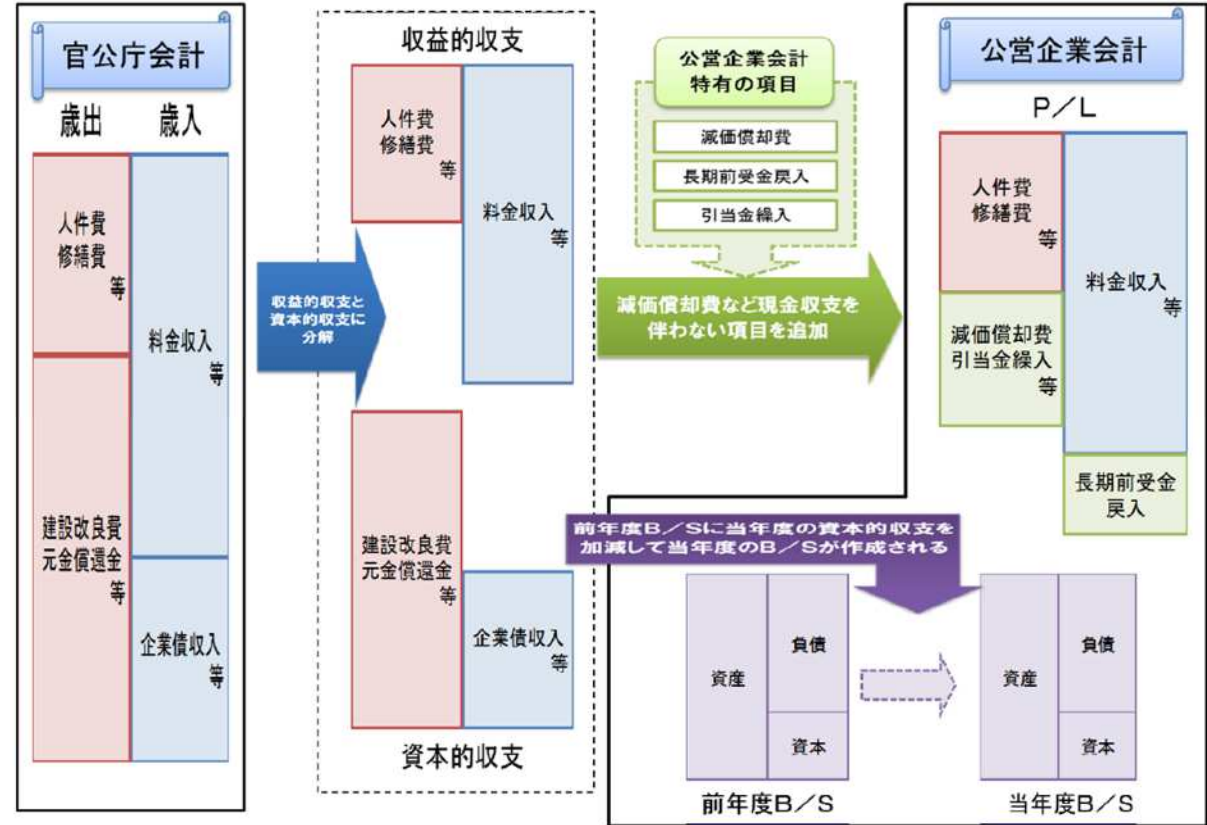 官公庁会計
歳出
歳入
人件費
修繕費
等
料金収入
等
建設改良費
元金償還金
等
企業債収入
等
収益的収支と
資本的収支に
分解
収益的収支
人件費
修繕費
等
料金収入
等
建設改良費
元金償還金
等
企業債収入
等
資本的収支
公営企業会計
特有の項目
減価償却費
長期前受金戻入
引当金繰入
減価償却費など現金収支を
伴わない項目を追加
公営企業会計
P/L
人件費
修繕費
等
料金収入
等
減価償却費
引当金繰入
等
長期前受金
戻入
前年度B/Sに当年度の資本的収支を
加減して当年度のB/Sが作成される
資産
負債
資本
前年度B/S
資産
負債
資本
当年度B/S